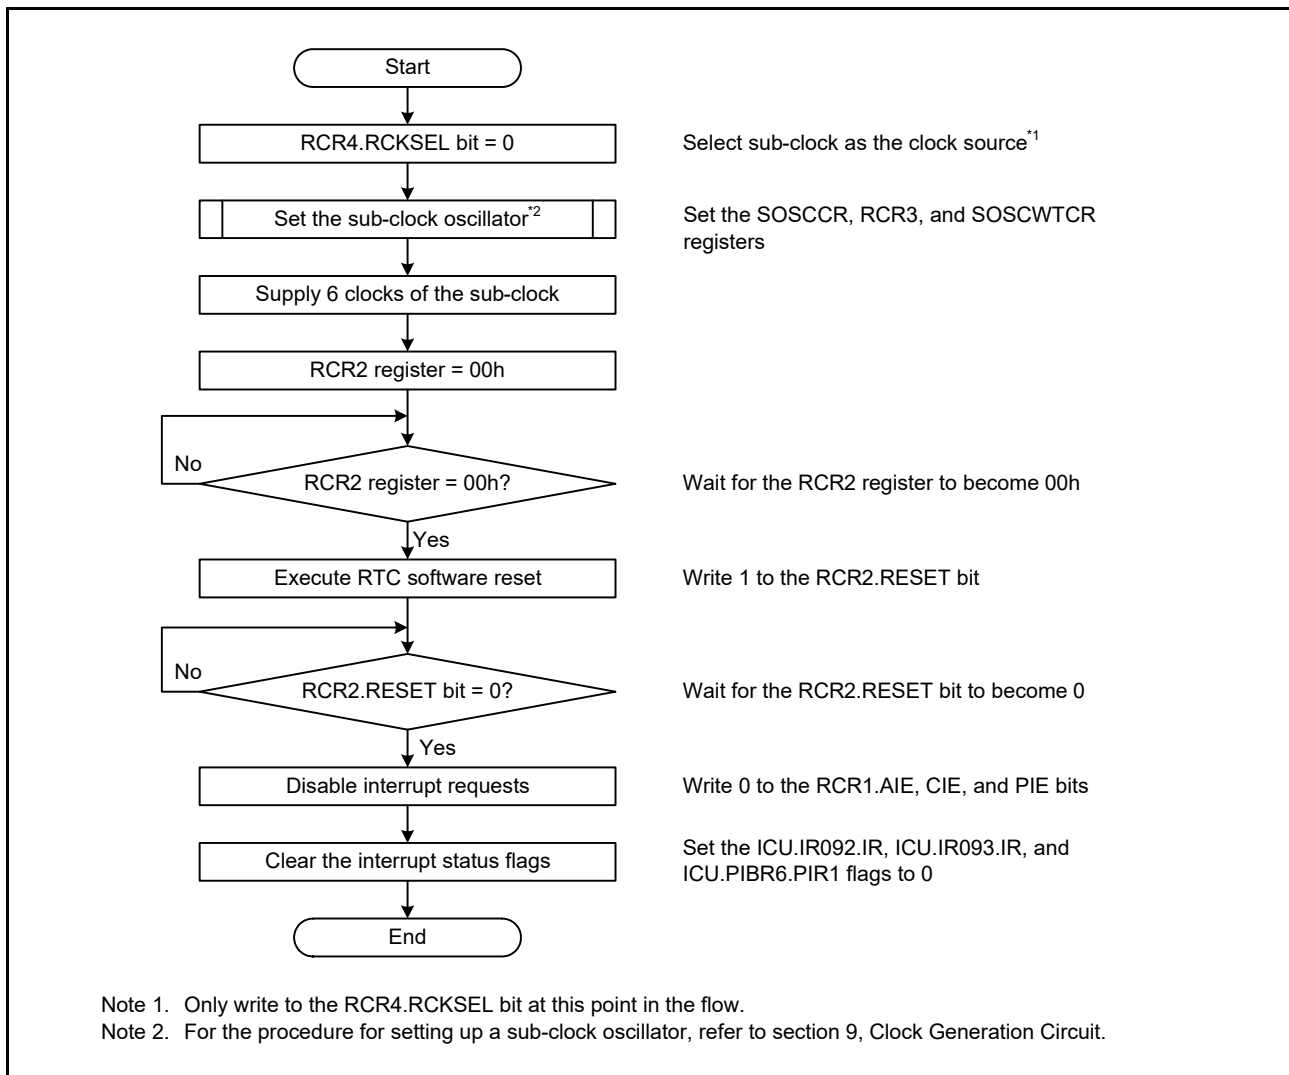 Start
RCR4.RCKSEL bit = 0
Select sub-clock as the clock source*1
Set the sub-clock oscillator*2
Set the SOSCCR, RCR3, and SOSCWTCR
registers
Supply 6 clocks of the sub-clock
RCR2 register = 00h
No
RCR2 register = 00h?
Wait for the RCR2 register to become 00h
Yes
Execute RTC software reset
Write 1 to the RCR2.RESET bit
No
RCR2.RESET bit = 0?
Wait for the RCR2.RESET bit to become 0
Yes
Disable interrupt requests
Write 0 to the RCR1.AIE, CIE, and PIE bits
Clear the interrupt status flags
Set the ICU.IR092.IR, ICU.IR093.IR, and
ICU.PIBR6.PIR1 flags to 0
End
Note 1. Only write to the RCR4.RCKSEL bit at this point in the flow.
Note 2. For the procedure for setting up a sub-clock oscillator, refer to section 9, Clock Generation Circuit.